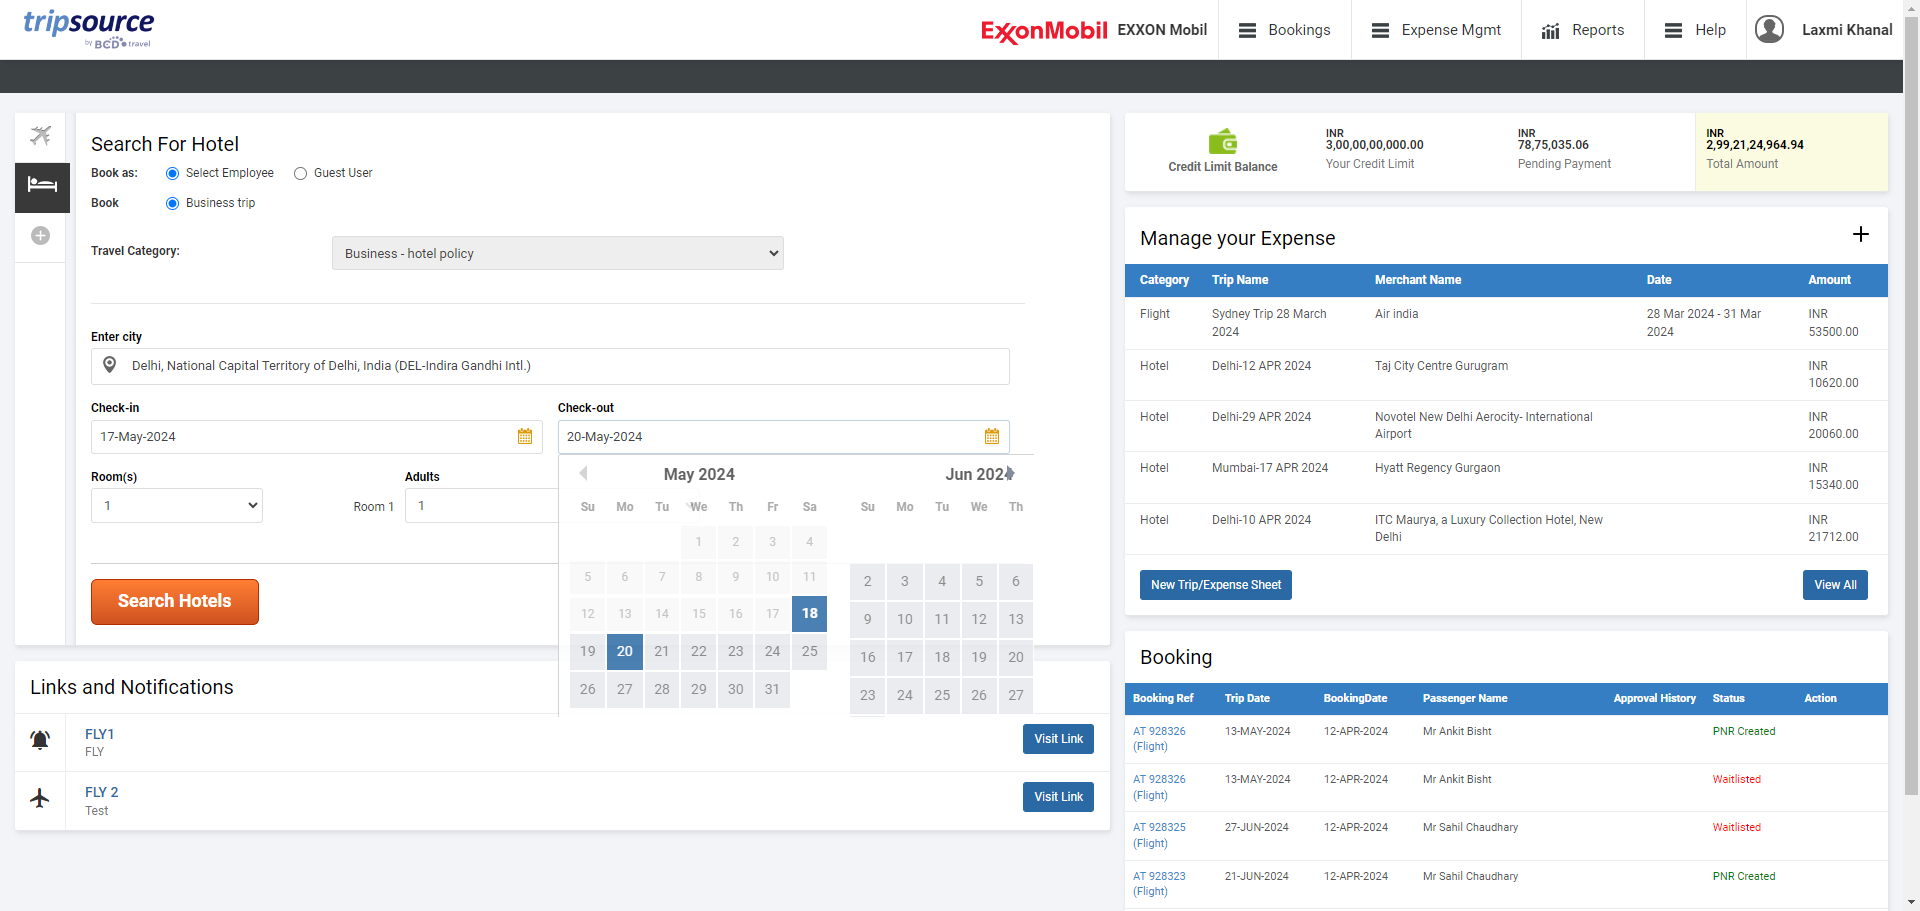 tripsource
by BCD travel
ExxonMobil EXXON Mobil
Bookings
Expense Mgmt
Reports
Help
Laxmi Khanal
Search For Hotel
Book as: Select Employee Guest User
Book Business trip
Travel Category: Business - hotel policy
Enter city
Delhi, National Capital Territory of Delhi, India (DEL-Indira Gandhi Intl.)
Check-in Check-out
17-May-2024 20-May-2024
Room(s) Adults
1 Room 1 1
May 2024 Jun 2024
Su Mo Tu We Th Fr Sa Su Mo Tu We Th
1 2 3 4
5 6 7 8 9 10 11 2 3 4 5 6
12 13 14 15 16 17 18 9 10 11 12 13
19 20 21 22 23 24 25 16 17 18 19 20
26 27 28 29 30 31 23 24 25 26 27
Search Hotels
Links and Notifications
FLY1
FLY
Visit Link
FLY 2
Test
Visit Link
Credit Limit Balance
INR
3,00,00,00,000.00
Your Credit Limit
INR
78,75,035.06
Pending Payment
INR
2,99,21,24,964.94
Total Amount
Manage your Expense
Category Trip Name Merchant Name Date Amount
Flight Sydney Trip 28 March Air india 28 Mar 2024 - 31 Mar INR
2024 2024 53500.00
Hotel Delhi-12 APR 2024 Taj City Centre Gurugram INR
10620.00
Hotel Delhi-29 APR 2024 Novotel New Delhi Aerocity- International INR
Airport 20060.00
Hotel Mumbai-17 APR 2024 Hyatt Regency Gurgaon INR
15340.00
Hotel Delhi-10 APR 2024 ITC Maurya, a Luxury Collection Hotel, New INR
Delhi 21712.00
New Trip/Expense Sheet View All
Booking
Booking Ref Trip Date BookingDate Passenger Name Approval History Status Action
AT 928326 13-MAY-2024 12-APR-2024 Mr Ankit Bisht PNR Created
(Flight)
AT 928326 13-MAY-2024 12-APR-2024 Mr Ankit Bisht Waitlisted
(Flight)
AT 928325 27-JUN-2024 12-APR-2024 Mr Sahil Chaudhary Waitlisted
(Flight)
AT 928323 21-JUN-2024 12-APR-2024 Mr Sahil Chaudhary PNR Created
(Flight)